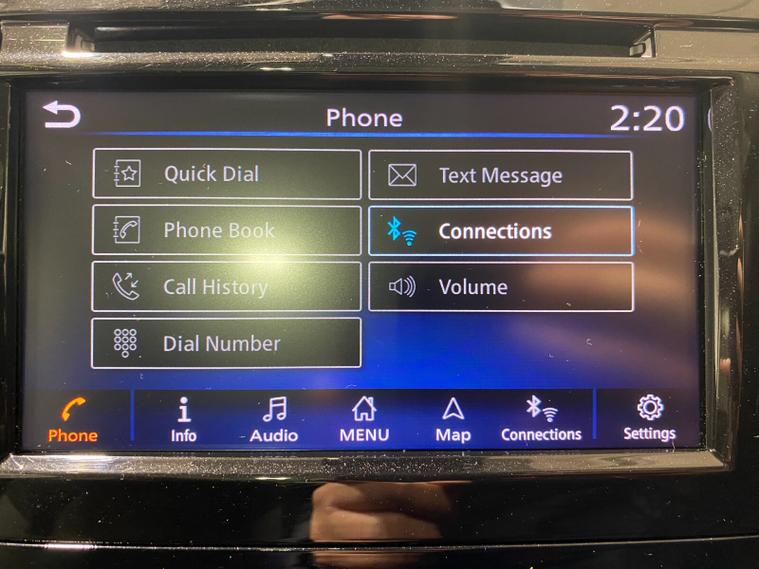 Phone 2:20
Quick Dial
Text Message
Phone Book
Connections
Call History
Volume
Dial Number
Phone Info Audio MENU Map Connections Settings